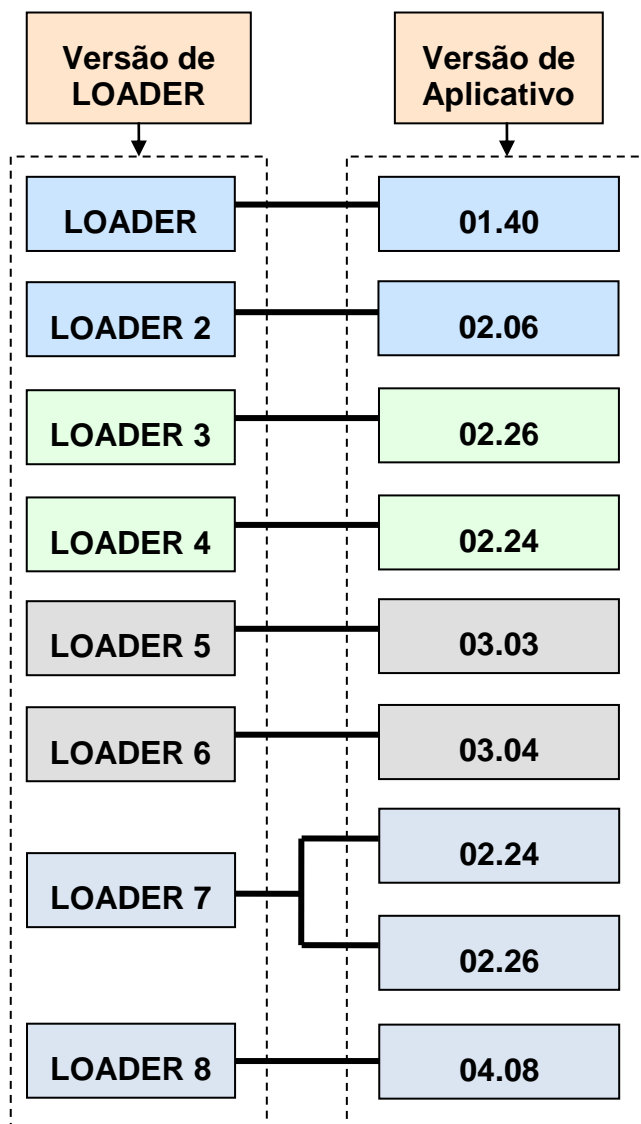 Versão de
LOADER
Versão de
Aplicativo
LOADER
01.40
LOADER 2
02.06
LOADER 3
02.26
LOADER 4
02.24
LOADER 5
03.03
LOADER 6
03.04
LOADER 7
02.24
02.26
LOADER 8
04.08